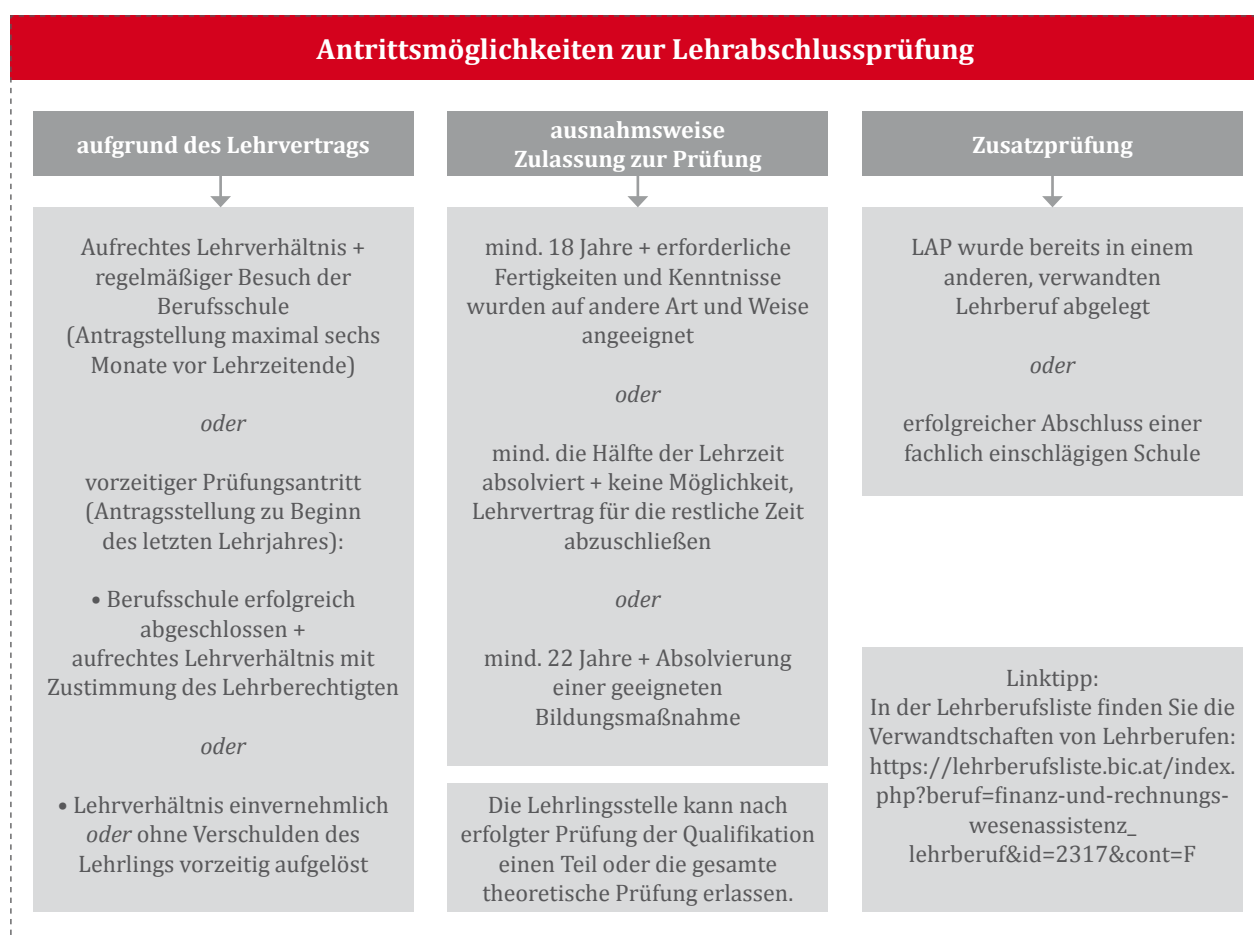 Antrittsmöglichkeiten zur Lehrabschlussprüfung
aufgrund des Lehrvertrags
Aufrechtes Lehrverhältnis +
regelmäßiger Besuch der
Berufsschule
(Antragstellung maximal sechs
Monate vor Lehrzeitende)
oder
vorzeitiger Prüfungsantritt
(Antragsstellung zu Beginn
des letzten Lehrjahres):
• Berufsschule erfolgreich
abgeschlossen +
aufrechtes Lehrverhältnis mit
Zustimmung des Lehrberechtigten
oder
• Lehrverhältnis einvernehmlich
oder ohne Verschulden des
Lehrlings vorzeitig aufgelöst
ausnahmsweise
Zulassung zur Prüfung
mind. 18 Jahre + erforderliche
Fertigkeiten und Kenntnisse
wurden auf andere Art und Weise
angeeignet
oder
mind. die Hälfte der Lehrzeit
absolviert + keine Möglichkeit,
Lehrvertrag für die restliche Zeit
abzuschließen
oder
mind. 22 Jahre + Absolvierung
einer geeigneten
Bildungsmaßnahme
Die Lehrlingsstelle kann nach
erfolgter Prüfung der Qualifikation
einen Teil oder die gesamte
theoretische Prüfung erlassen.
Zusatzprüfung
LAP wurde bereits in einem
anderen, verwandten
Lehrberuf abgelegt
oder
erfolgreicher Abschluss einer
fachlich einschlägigen Schule
Linktipp:
In der Lehrberufsliste finden Sie die
Verwandtschaften von Lehrberufen:
https://lehrberufsliste.bic.at/index.
php?beruf=finanz-und-rechnungs-
wesenassistenz_
lehrberuf&id=2317&cont=F